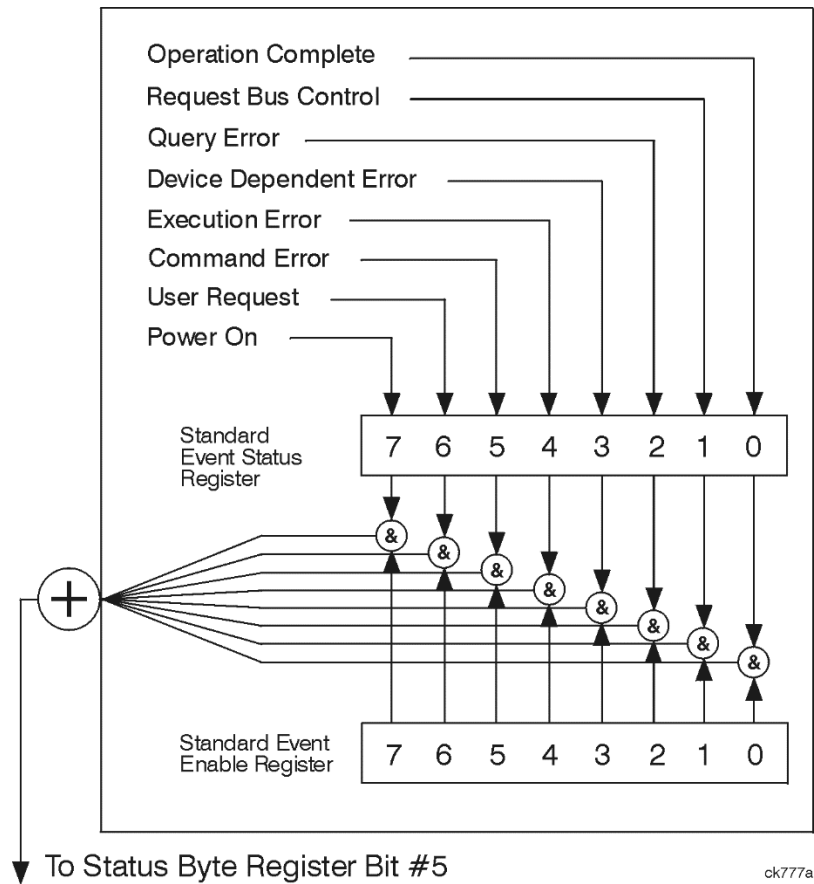 Operation Complete
Request Bus Control
Query Error
Device Dependent Error
Execution Error
Command Error
User Request
Power On
Standard
Event Status
Register
7 6 5 4 3 2 1 0
& & & & & & & &
+
Standard Event
Enable Register
7 6 5 4 3 2 1 0
To Status Byte Register Bit #5
ck777a